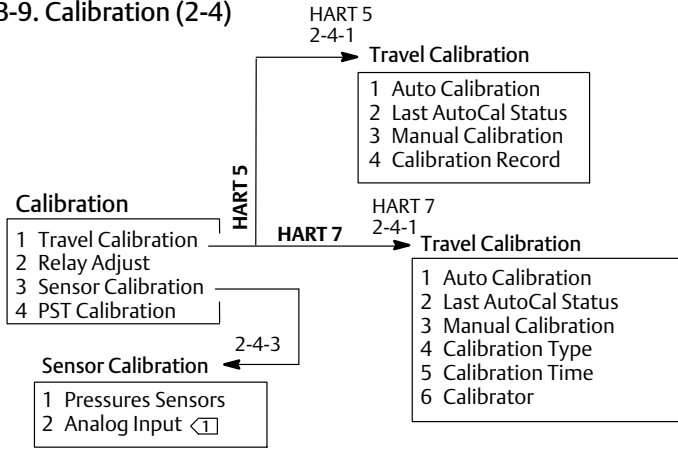 3-9. Calibration (2-4)
HART 5
2-4-1
Travel Calibration
1 Auto Calibration
2 Last AutoCal Status
3 Manual Calibration
4 Calibration Record
HART 5
Calibration
1 Travel Calibration
2 Relay Adjust
3 Sensor Calibration
4 PST Calibration
HART 7
HART 7
2-4-1
Travel Calibration
1 Auto Calibration
2 Last AutoCal Status
3 Manual Calibration
4 Calibration Type
5 Calibration Time
6 Calibrator
2-4-3
Sensor Calibration
1 Pressures Sensors
2 Analog Input 1